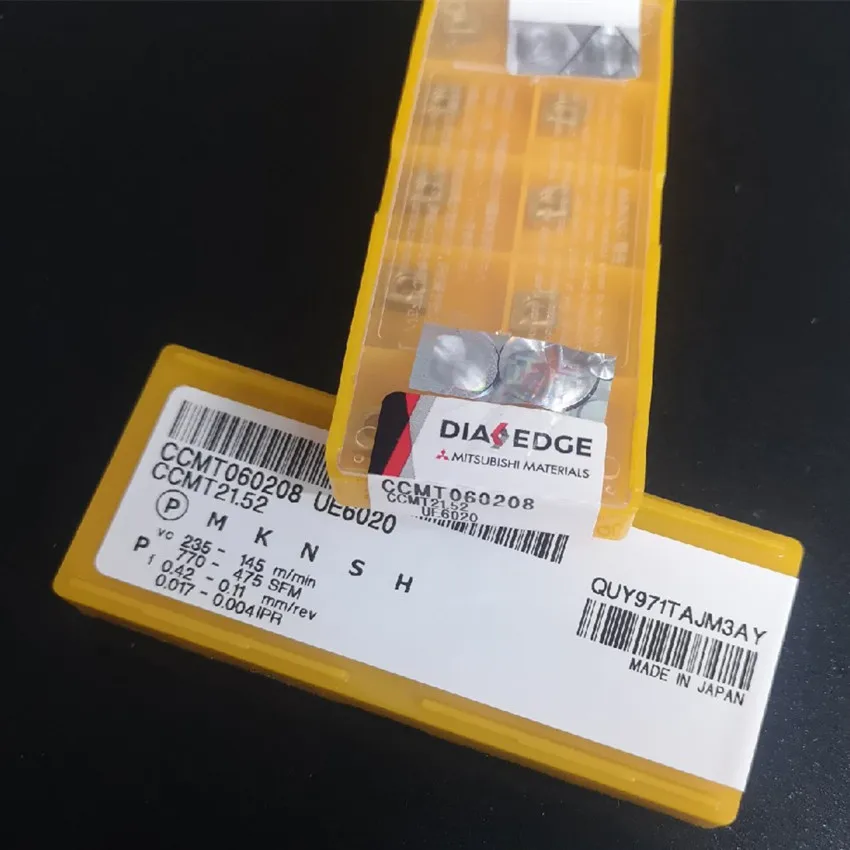 DIAEDGE
MITSUBISHI MATERIALS
CCMT060208
CCMT21.52
UE6020
CCMT060208 UE6020
CCMT21.52
P M K N S H
P vc 235 - 145 m/min
770 - 475 SFM
f 0.42 - 0.11 mm/rev
0.017 - 0.004IPR
QUY971TAJM3AY
MADE IN JAPAN